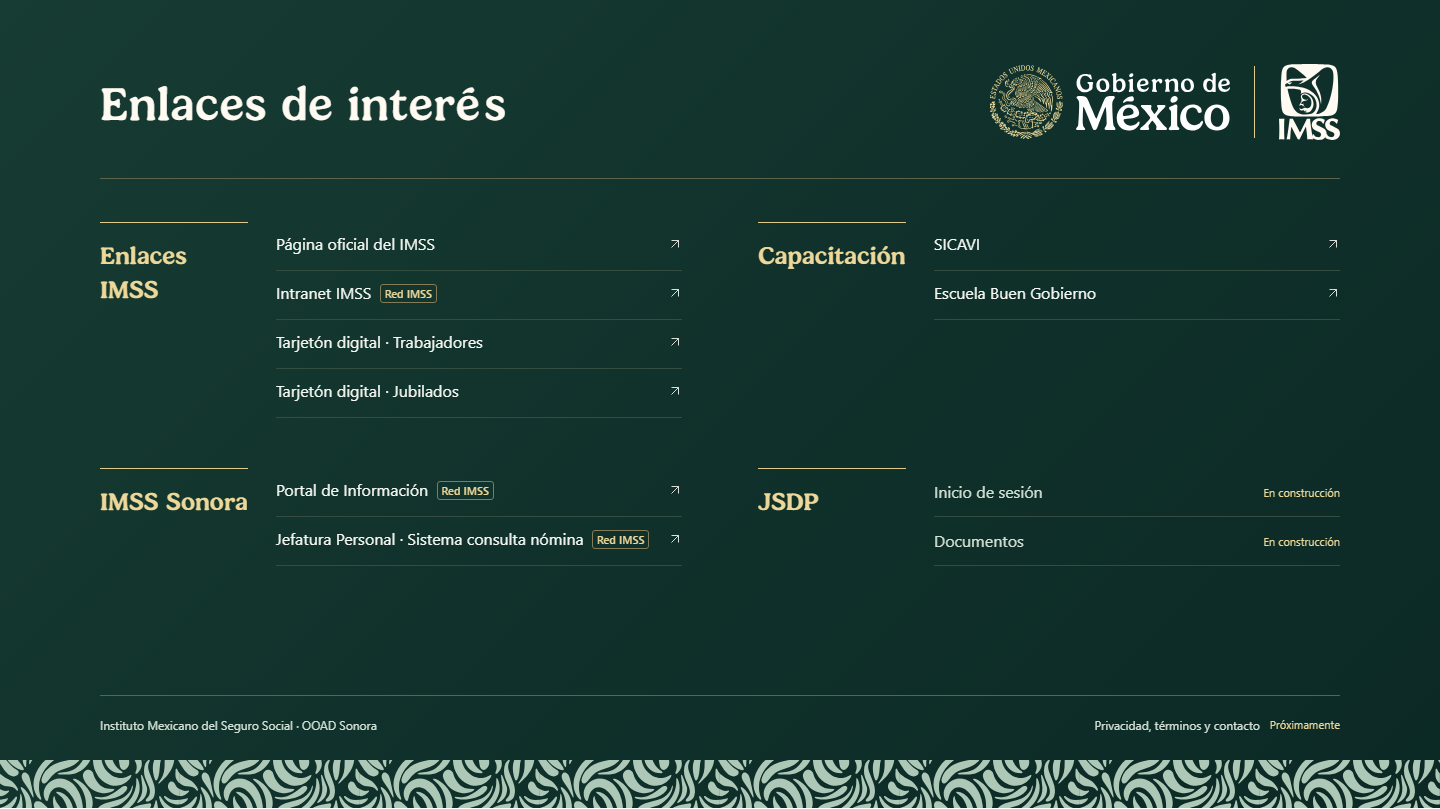 Enlaces de interés
ESTADOS UNIDOS MEXICANOS
Gobierno de
México
IMSS
Enlaces
IMSS
Página oficial del IMSS
Intranet IMSS Red IMSS
Tarjetón digital · Trabajadores
Tarjetón digital · Jubilados
Capacitación
SICAVI
Escuela Buen Gobierno
IMSS Sonora
Portal de Información Red IMSS
Jefatura Personal · Sistema consulta nómina Red IMSS
JSDP
Inicio de sesión En construcción
Documentos En construcción
Instituto Mexicano del Seguro Social · OOAD Sonora
Privacidad, términos y contacto Próximamente